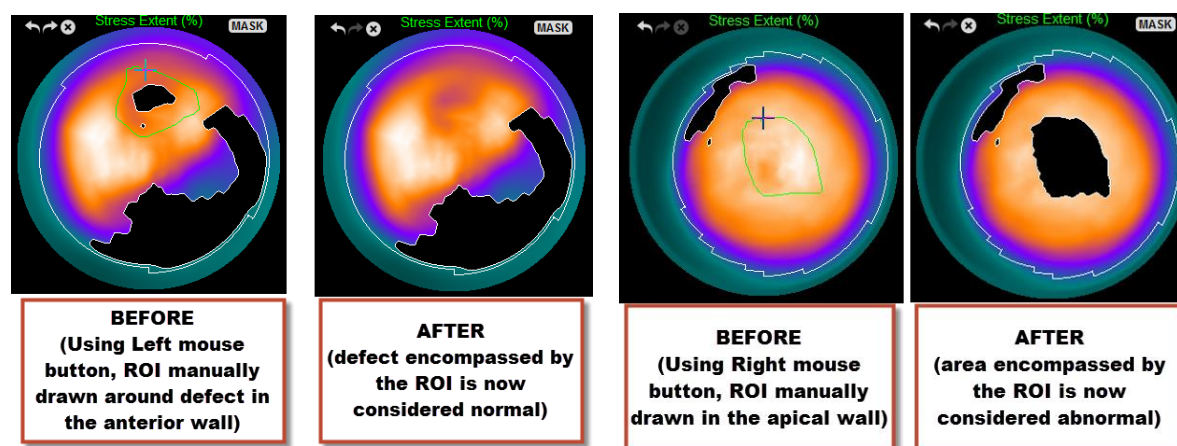 Stress Extent (%)
MASK
Stress Extent (%)
MASK
Stress Extent (%)
MASK
Stress Extent (%)
MASK
BEFORE
(Using Left mouse
button, ROI manually
drawn around defect in
the anterior wall)
AFTER
(defect encompassed by
the ROI is now
considered normal)
BEFORE
(Using Right mouse
button, ROI manually
drawn in the apical wall)
AFTER
(area encompassed by
the ROI is now
considered abnormal)